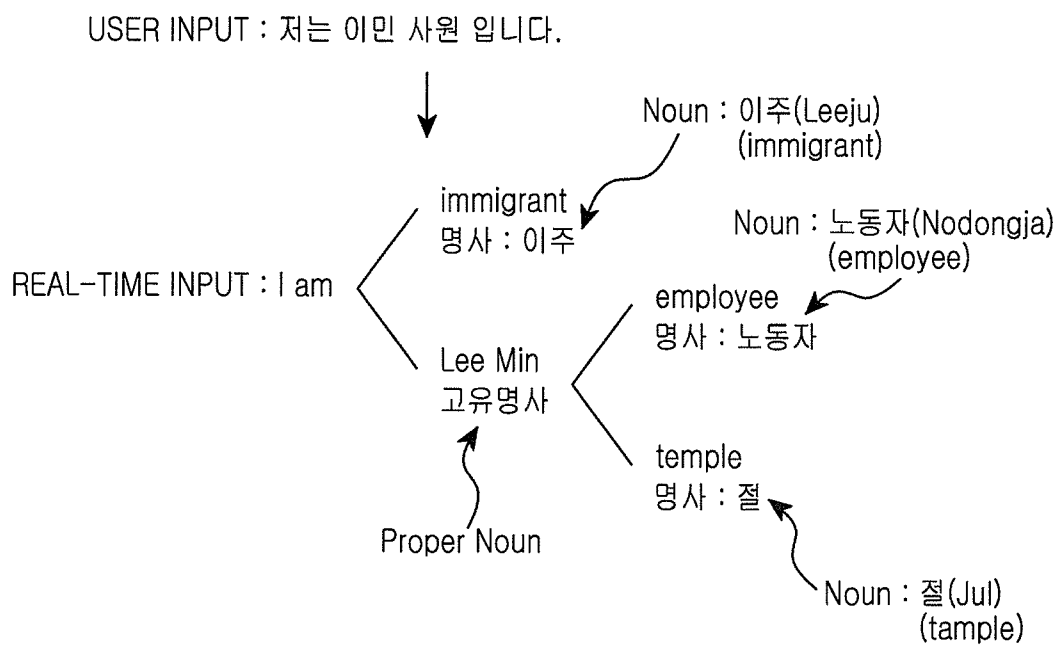 USER INPUT : 저는 이민 사원 입니다.
Noun : 이주(Leeju)
(immigrant)
immigrant
명사 : 이주
Noun : 노동자(Nodongja)
(employee)
REAL-TIME INPUT : I am
employee
명사 : 노동자
Lee Min
고유명사
temple
명사 : 절
Proper Noun
Noun : 절(Jul)
(tample)